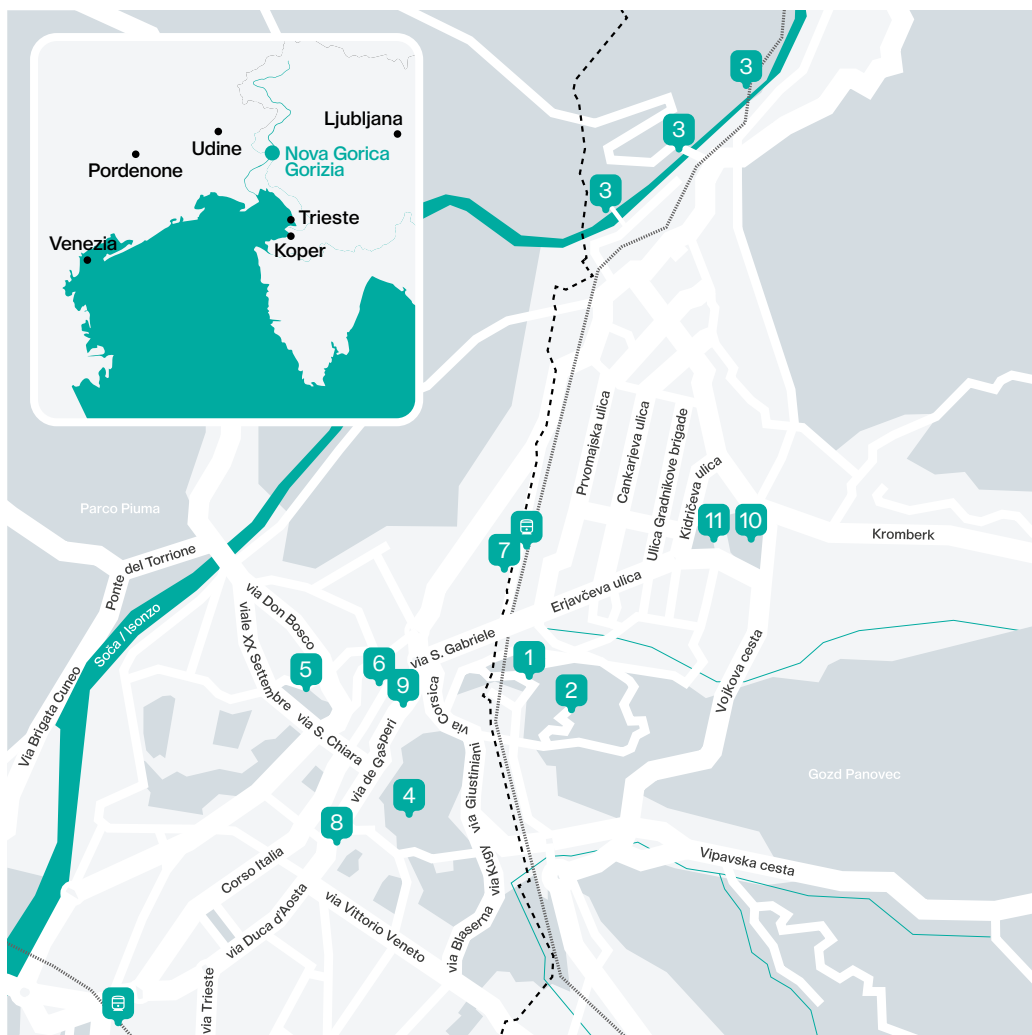 Ljubljana
Udine
Pordenone
Nova Gorica
Gorizia
Trieste
Koper
Venezia
3
3
3
Prvomajska ulica
Cankarjeva ulica
Ulica Gradnikove brigade
Kidričeva ulica
Parco Piuma
11
10
Kromberk
7
Ponte del Torrione
Erjavčeva ulica
via Don Bosco
Soča / Isonzo
viale XX Settembre
via S. Gabriele
1
5
6
9
2
Vojkova cesta
via Corsica
Via Brigata Cuneo
via S. Chiara
via de Gasperi
via Giustiniani
Gozd Panovec
4
8
Vipavska cesta
Corso Italia
via Kugy
via Duca d'Aosta
via Vittorio Veneto
via Blaserna
via Trieste